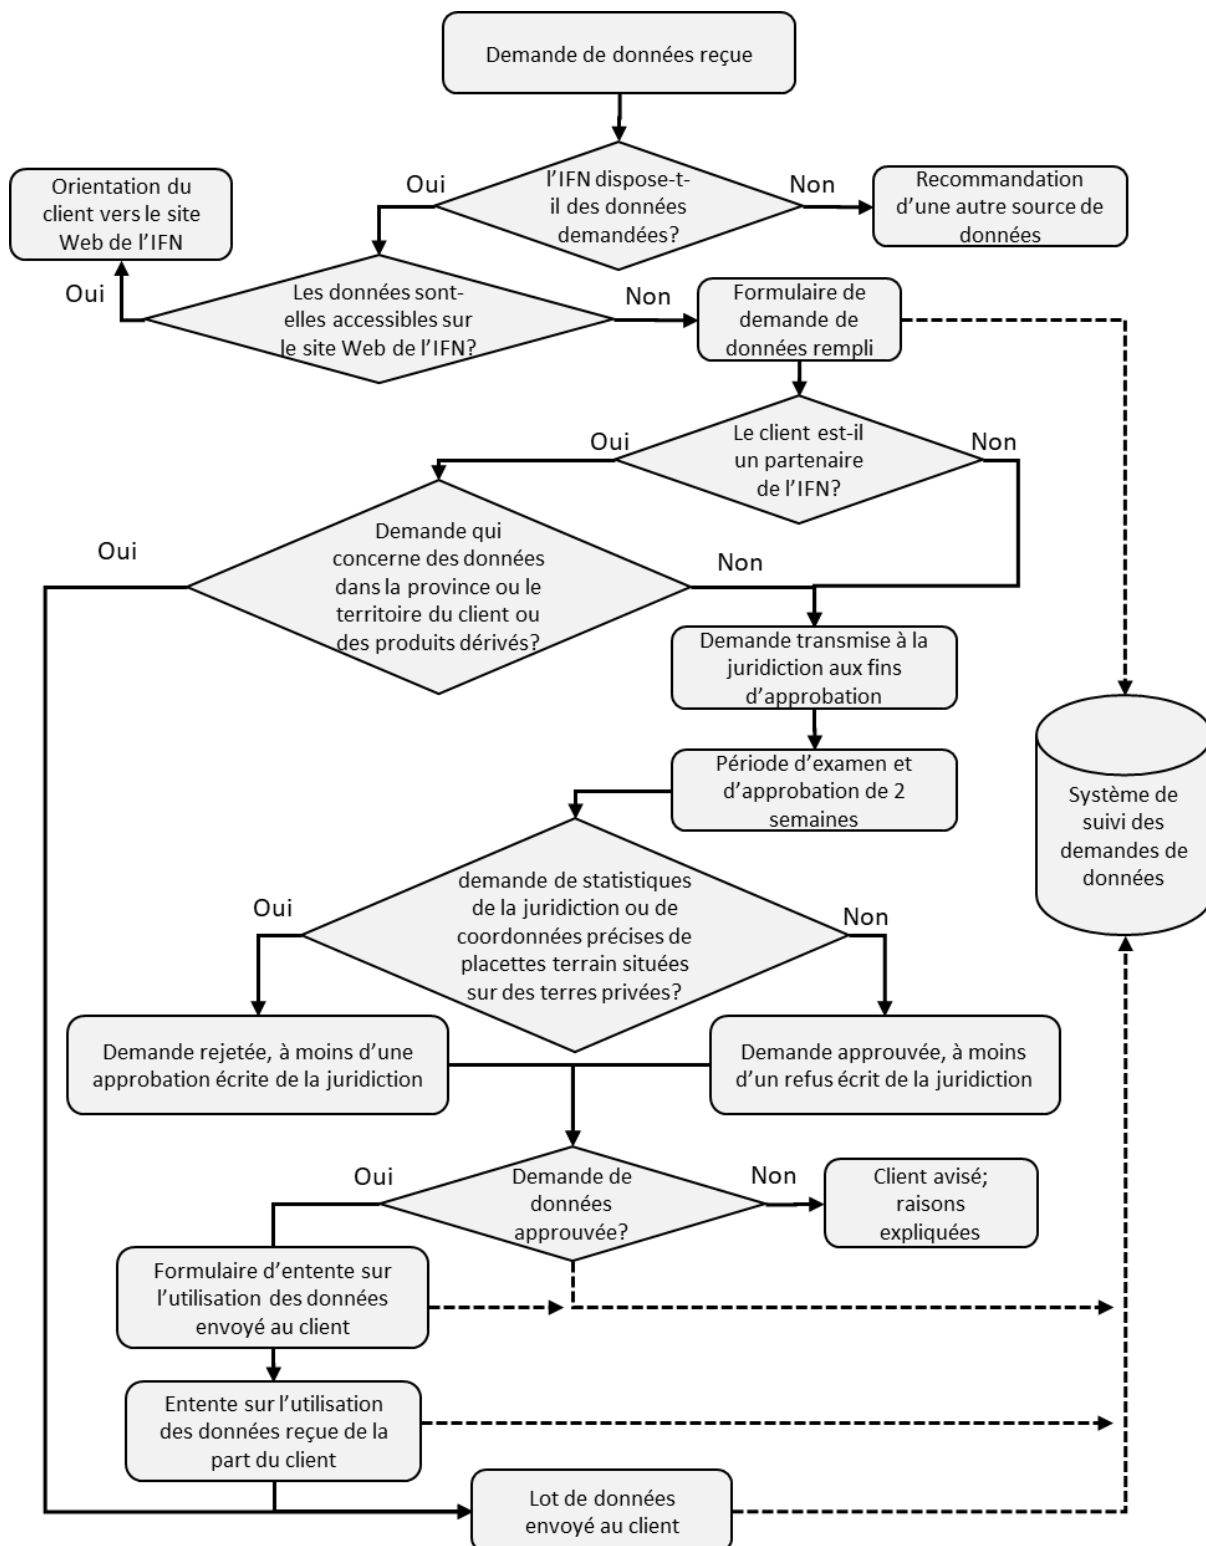 Demande de données reçue
Oui
l'IFN dispose-t-
il des données
demandées?
Non
Recommandation
d'une autre source de
données
Orientation du
client vers le site
Web de l'IFN
Oui
Les données sont-
elles accessibles sur
le site Web de l'IFN?
Non
Formulaire de
demande de
données rempli
Oui
Le client est-il
un partenaire
de l'IFN?
Non
Oui
Demande qui
concerne des données
dans la province ou le
territoire du client ou
des produits dérivés?
Non
Demande transmise à la
juridiction aux fins
d'approbation
Période d'examen et
d'approbation de 2
semaines
Système de
suivi des
demandes de
données
Oui
demande de statistiques
de la juridiction ou de
coordonnées précises de
placettes terrain situées
sur des terres privées?
Non
Demande rejetée, à moins d'une
approbation écrite de la juridiction
Demande approuvée, à moins
d'un refus écrit de la juridiction
Oui
Demande de
données
approuvée?
Non
Client avisé;
raisons
expliquées
Formulaire d'entente sur
l'utilisation des données
envoyé au client
Entente sur l'utilisation
des données reçue de la
part du client
Lot de données
envoyé au client